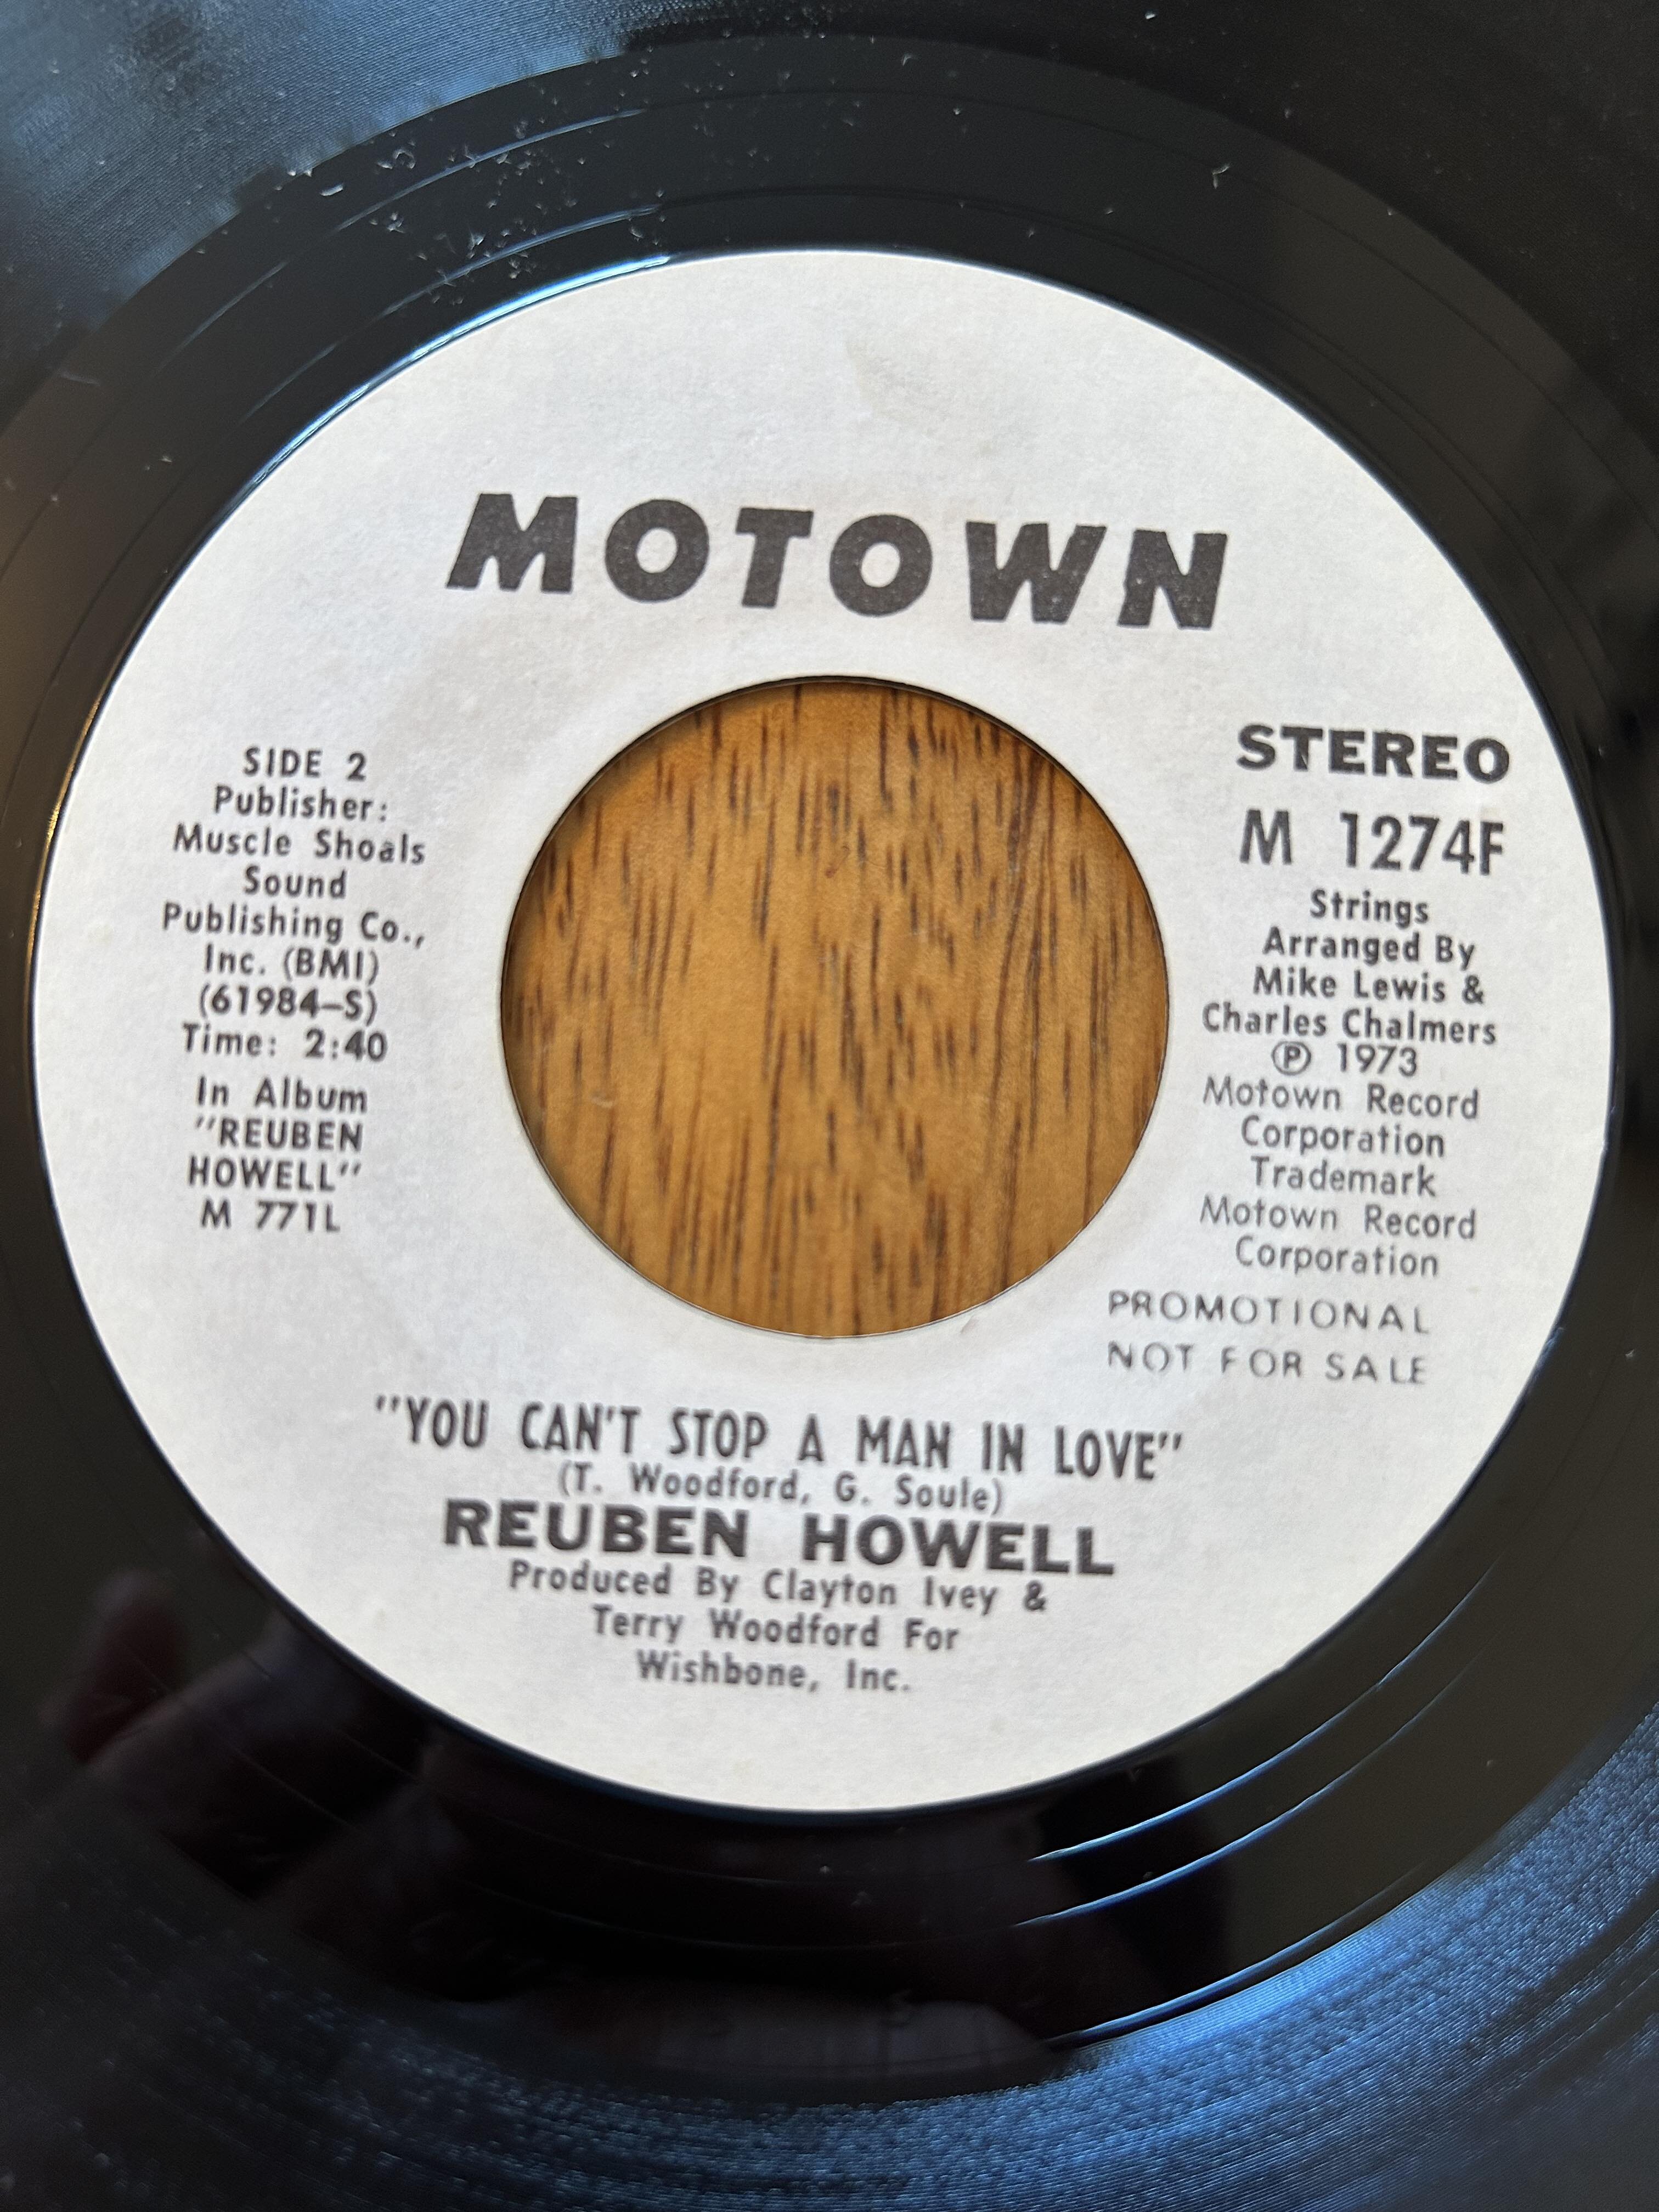 MOTOWN
SIDE 2
Publisher:
Muscle Shoals
Sound
Publishing Co.,
Inc. (BMI)
(61984-S)
Time: 2:40
In Album
"REUBEN
HOWELL"
M 771L
STEREO
M 1274F
Strings
Arranged By
Mike Lewis &
Charles Chalmers
Ⓟ 1973
Motown Record
Corporation
Trademark
Motown Record
Corporation
PROMOTIONAL
NOT FOR SALE
"YOU CAN'T STOP A MAN IN LOVE"
(T. Woodford, G. Soule)
REUBEN HOWELL
Produced By Clayton Ivey &
Terry Woodford For
Wishbone, Inc.